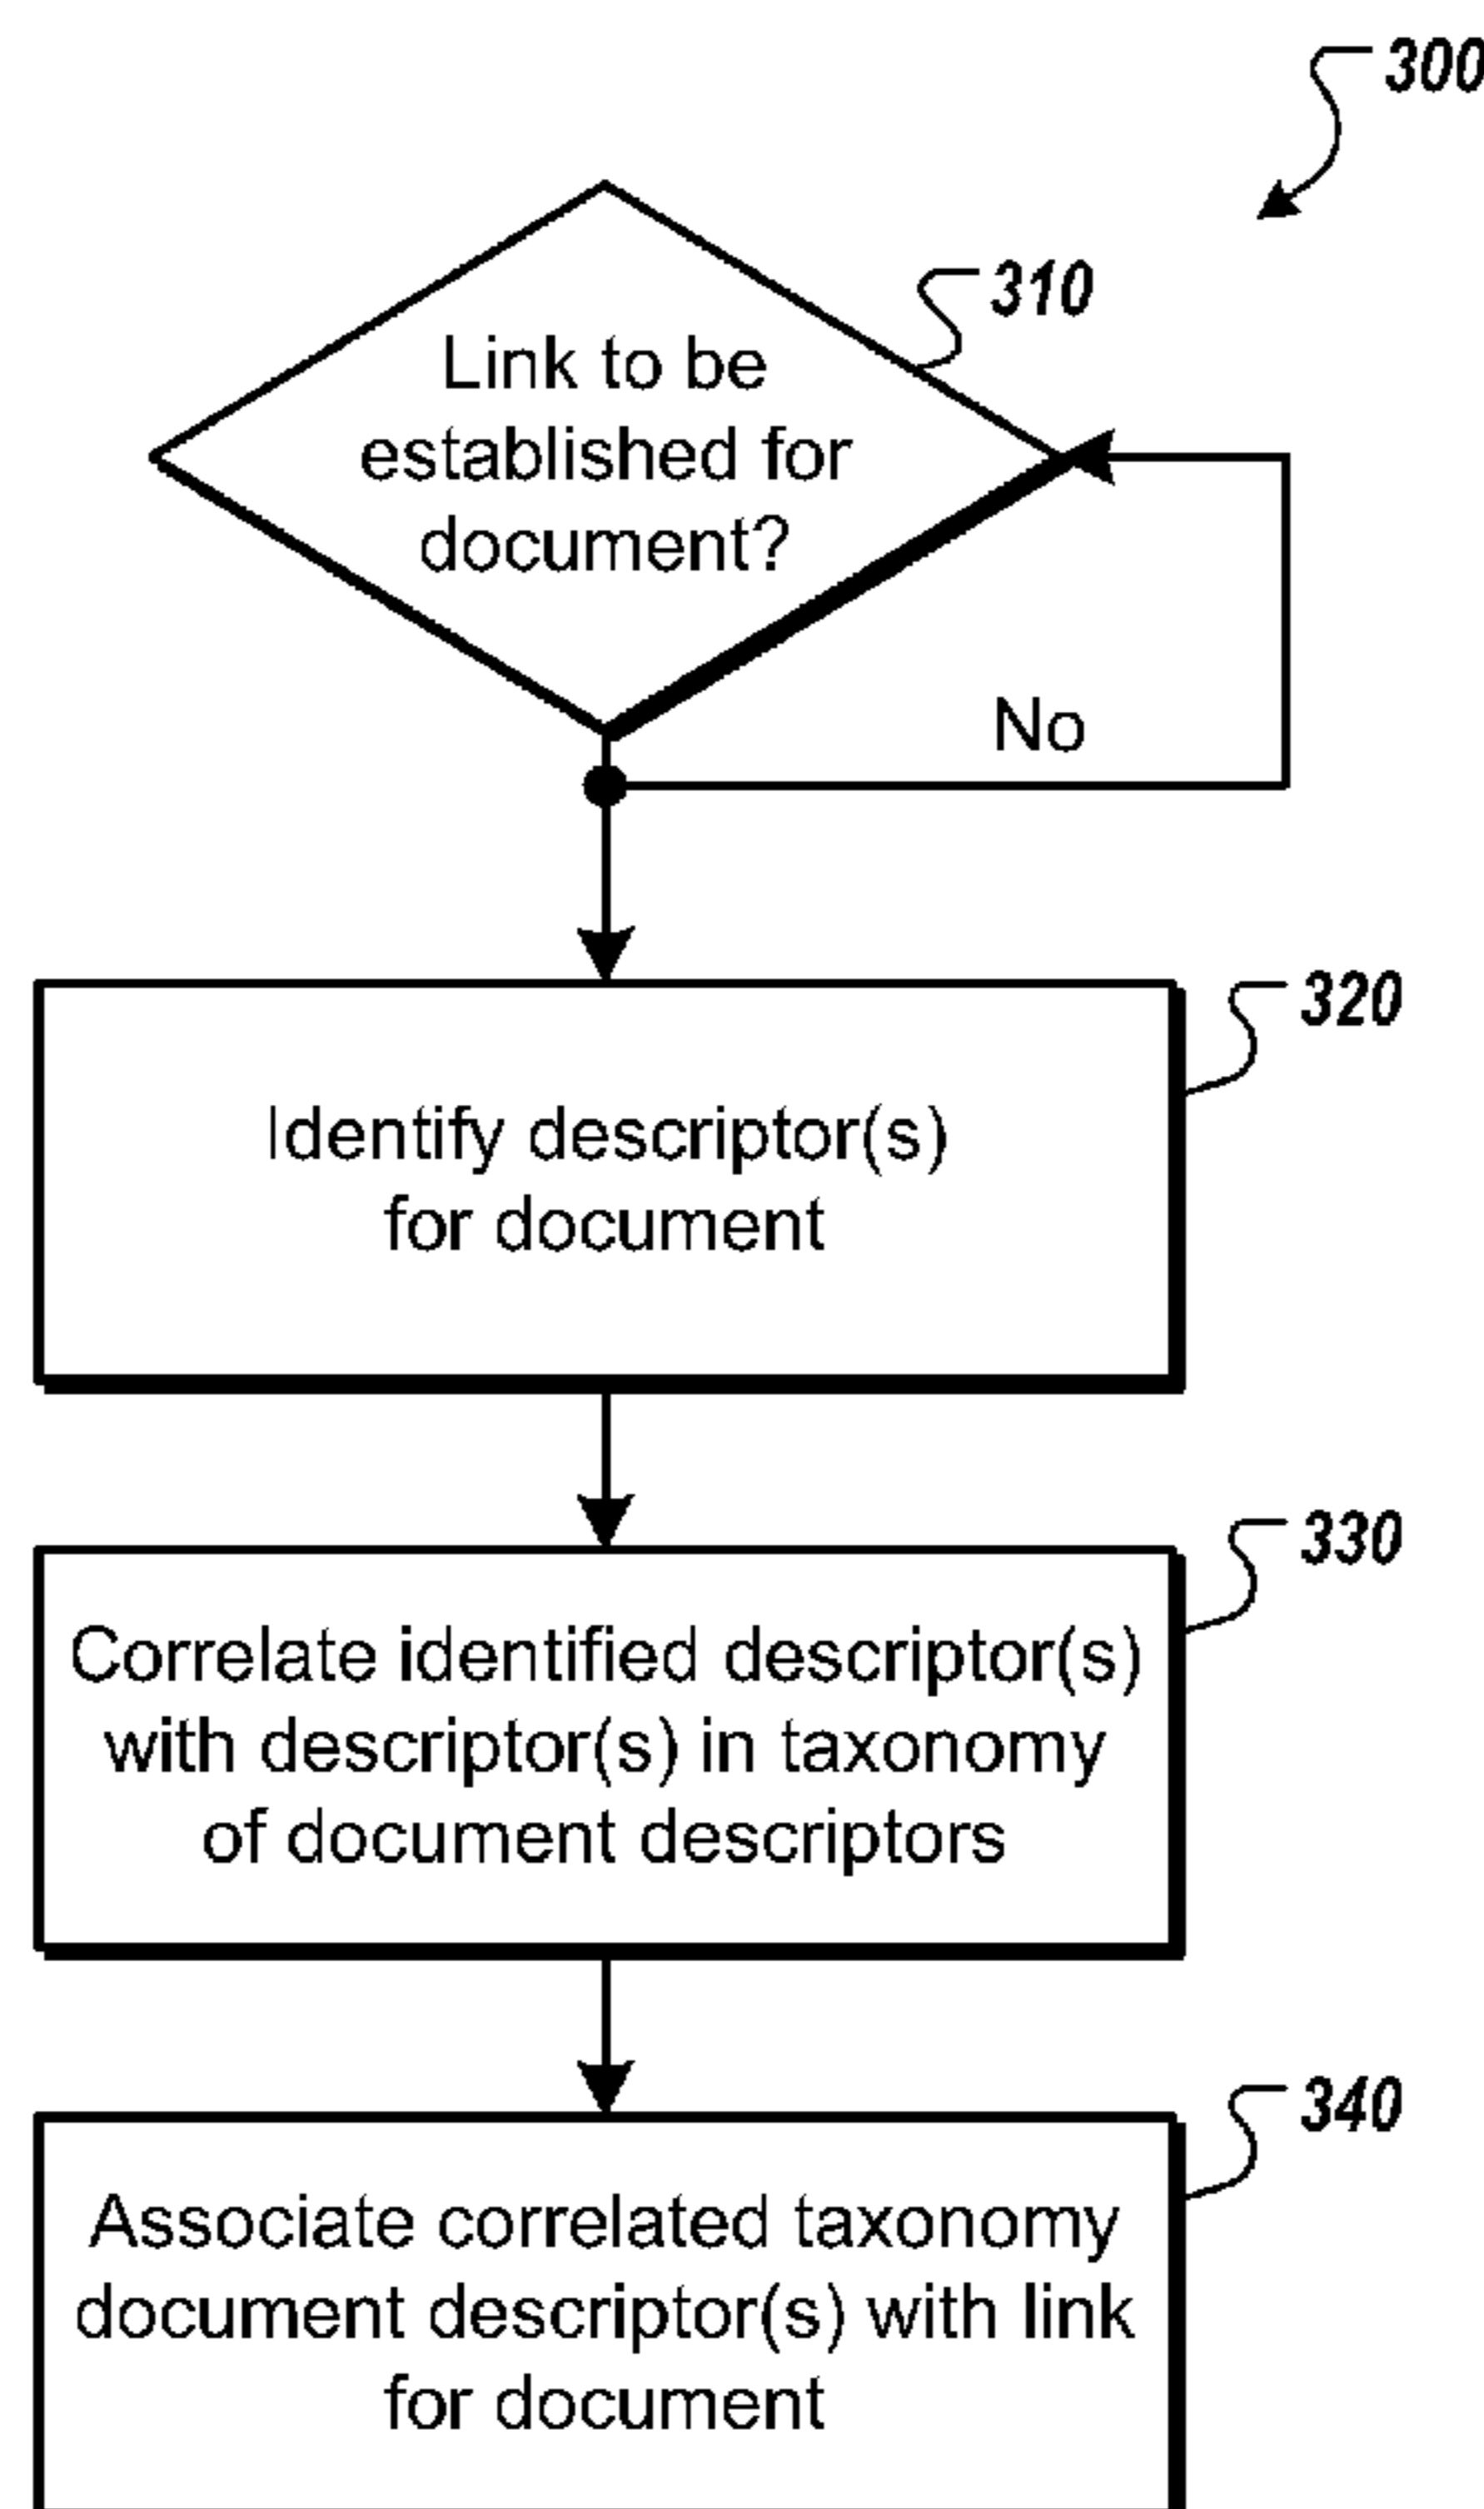 300
310
Link to be
established for
document?
No
320
Identify descriptor(s)
for document
330
Correlate identified descriptor(s)
with descriptor(s) in taxonomy
of document descriptors
340
Associate correlated taxonomy
document descriptor(s) with link
for document